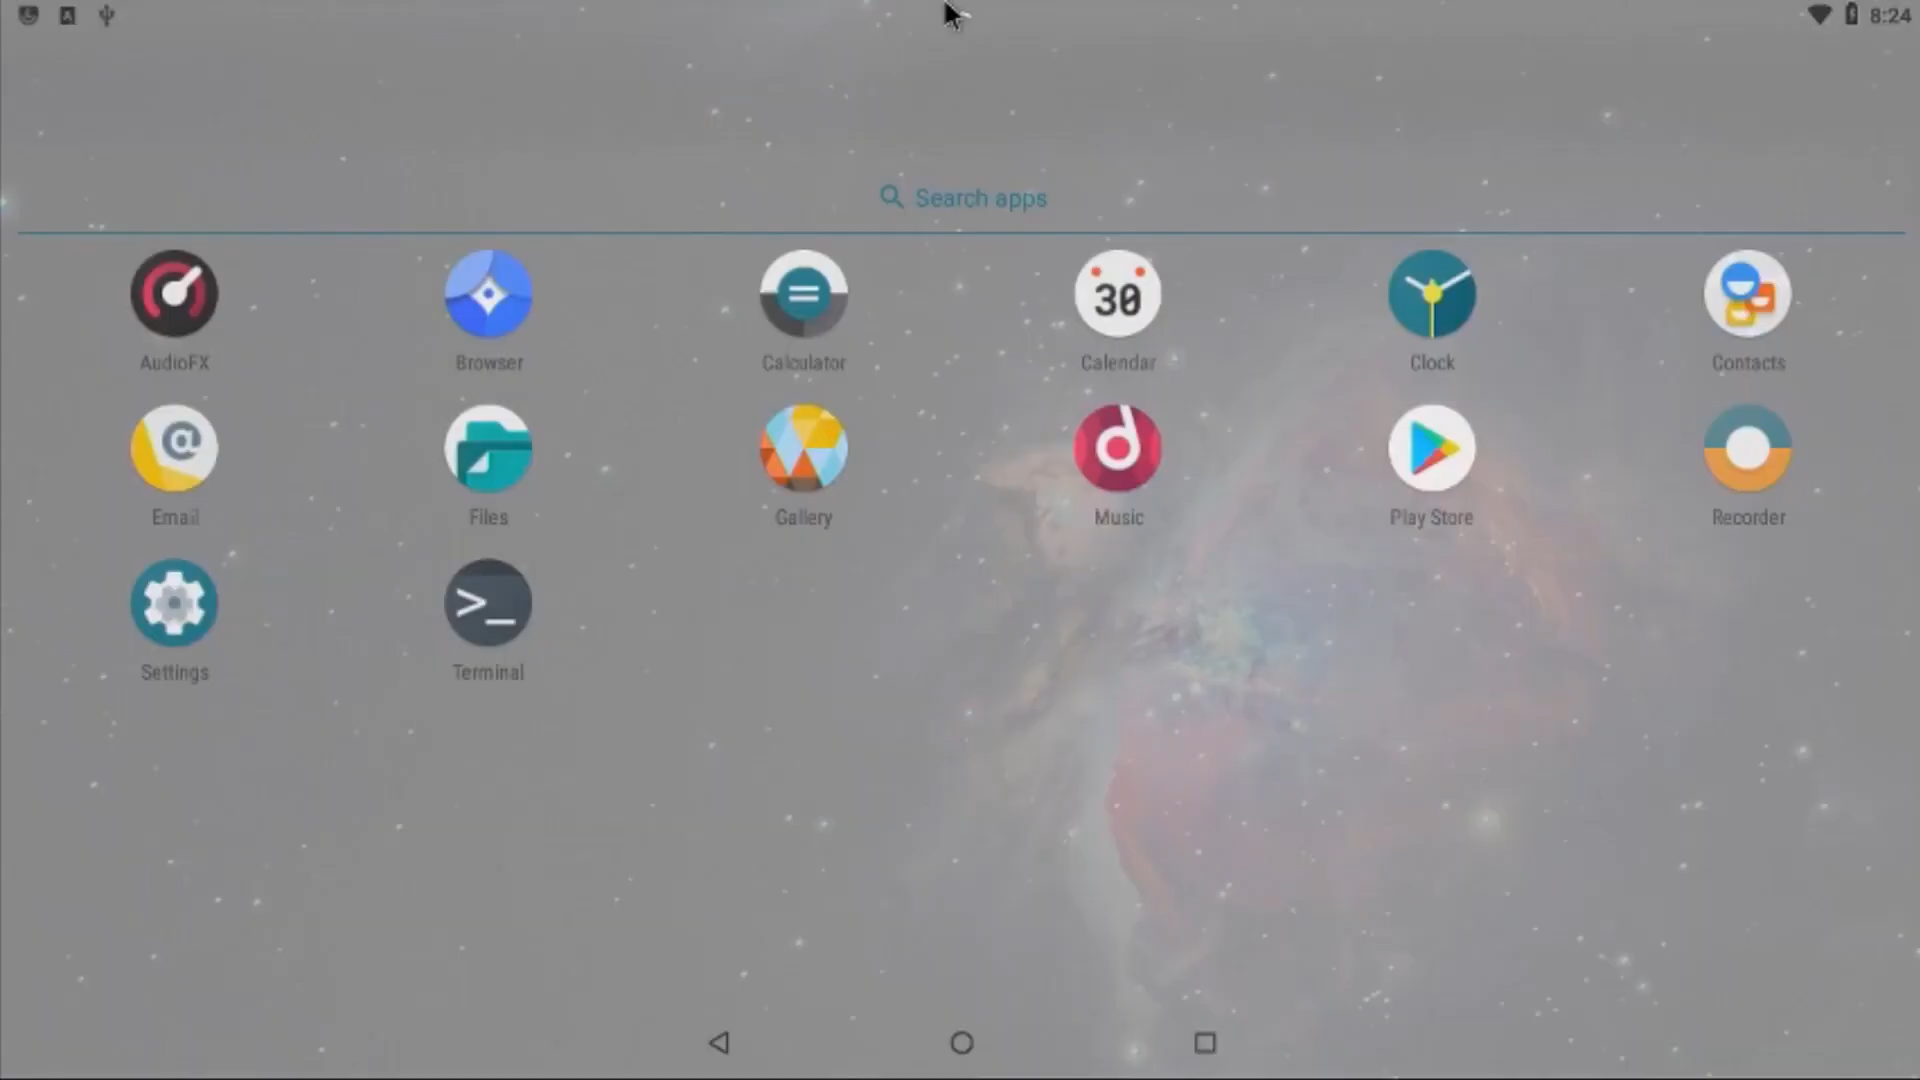 8:24
Search apps
30
AudioFX
Browser
Calculator
Calendar
Clock
Contacts
@
Email
Files
Gallery
Music
Play Store
Recorder
>_
Settings
Terminal